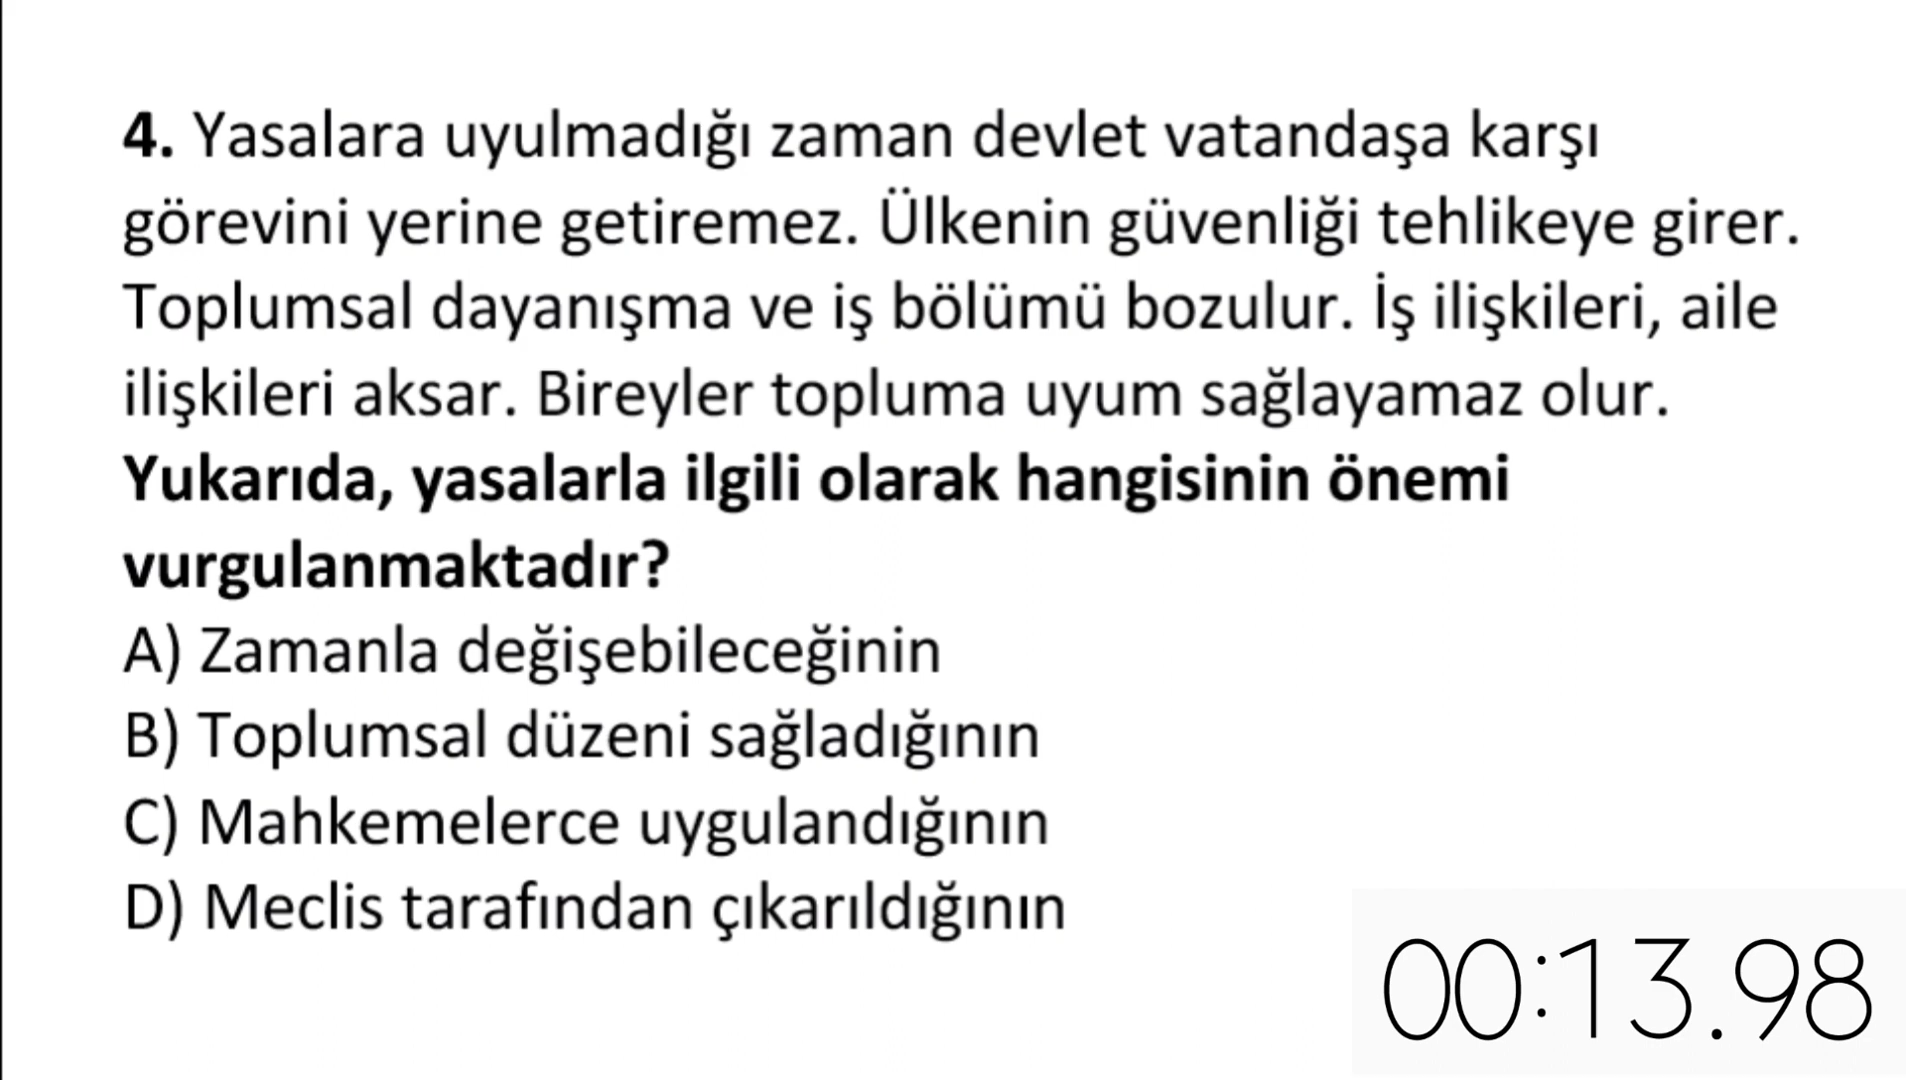 4. Yasalara uyulmadığı zaman devlet vatandaşa karşı
görevini yerine getiremez. Ülkenin güvenliği tehlikeye girer.
Toplumsal dayanışma ve iş bölümü bozulur. İş ilişkileri, aile
ilişkileri aksar. Bireyler topluma uyum sağlayamaz olur.
Yukarıda, yasalarla ilgili olarak hangisinin önemi
vurgulanmaktadır?
A) Zamanla değişebileceğinin
B) Toplumsal düzeni sağladığının
C) Mahkemelerce uygulandığının
D) Meclis tarafından çıkarıldığının
00:13.98